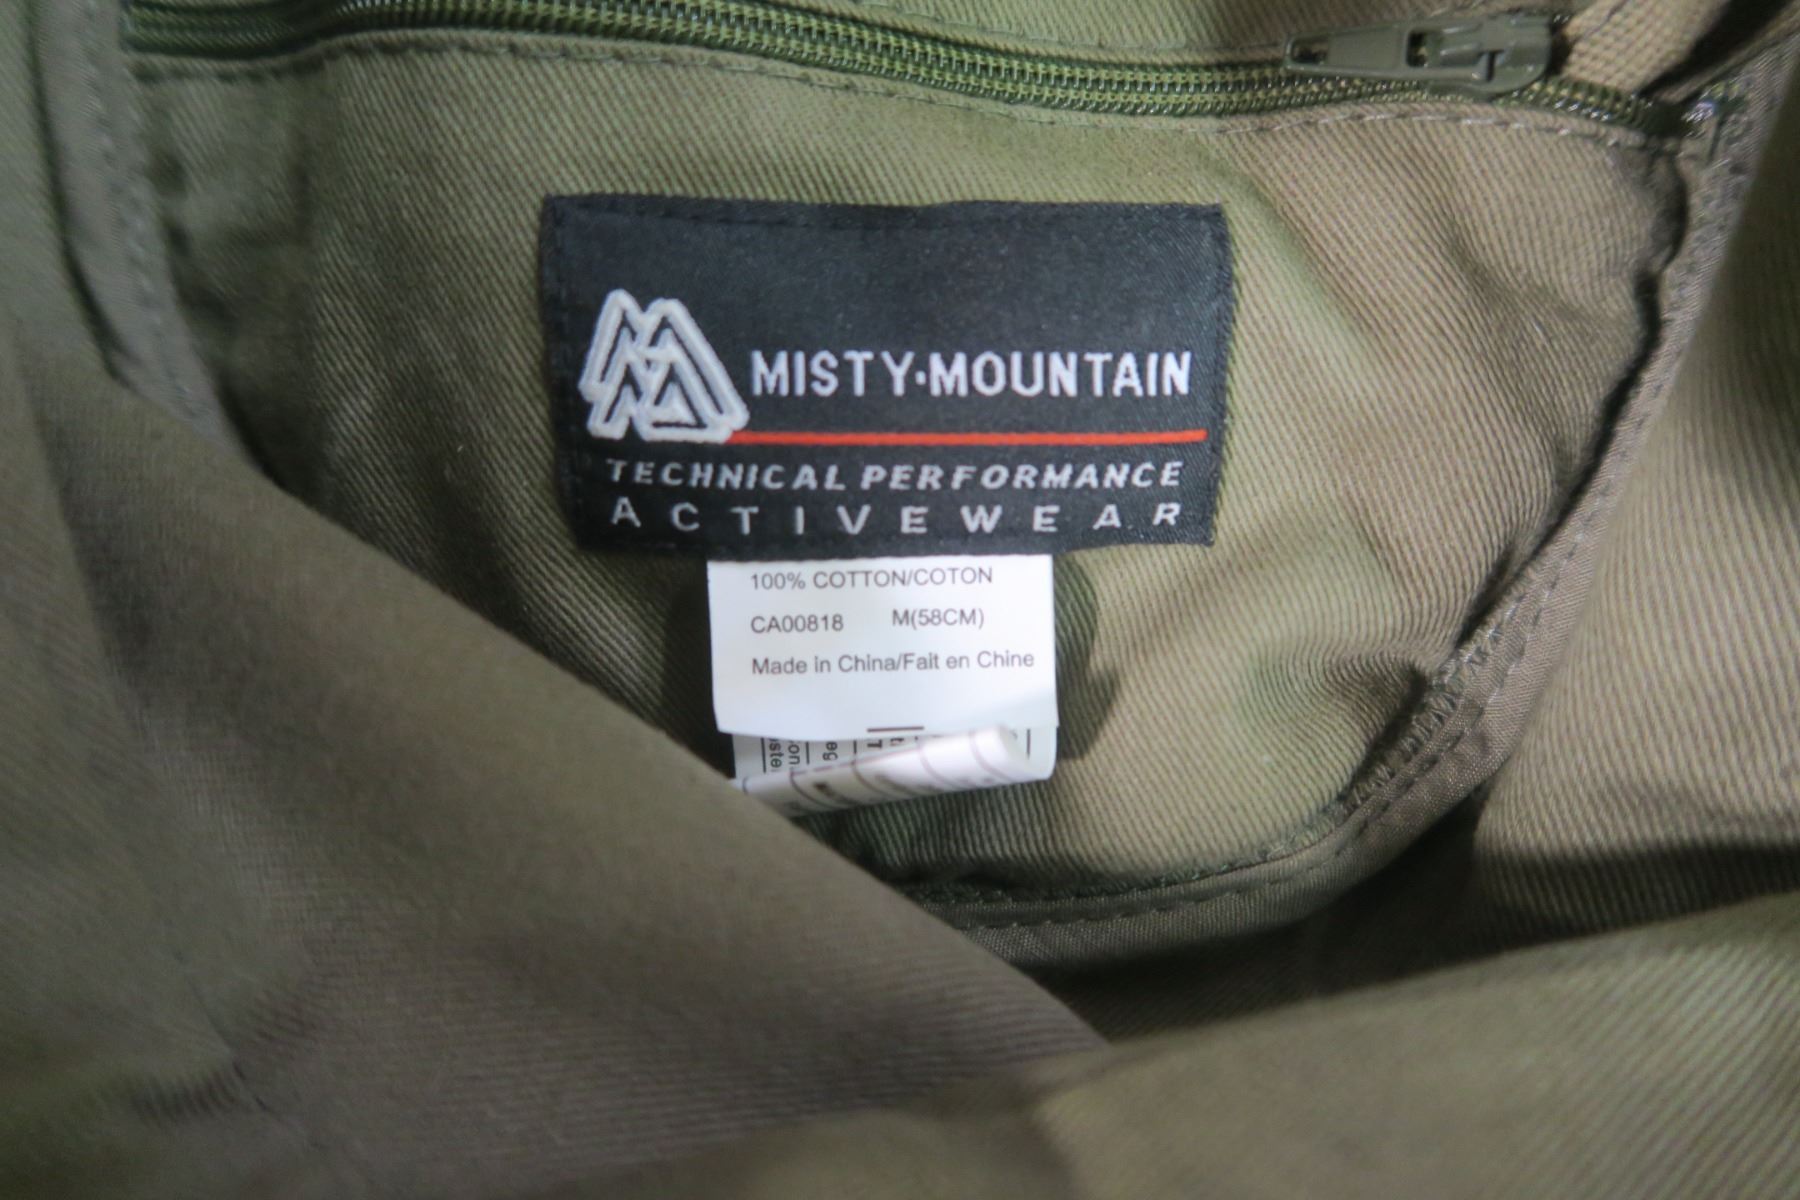 MISTY·MOUNTAIN
TECHNICAL PERFORMANCE
ACTIVEWEAR
100% COTTON/COTON
CA00818 M(58CM)
Made in China/Fait en Chine